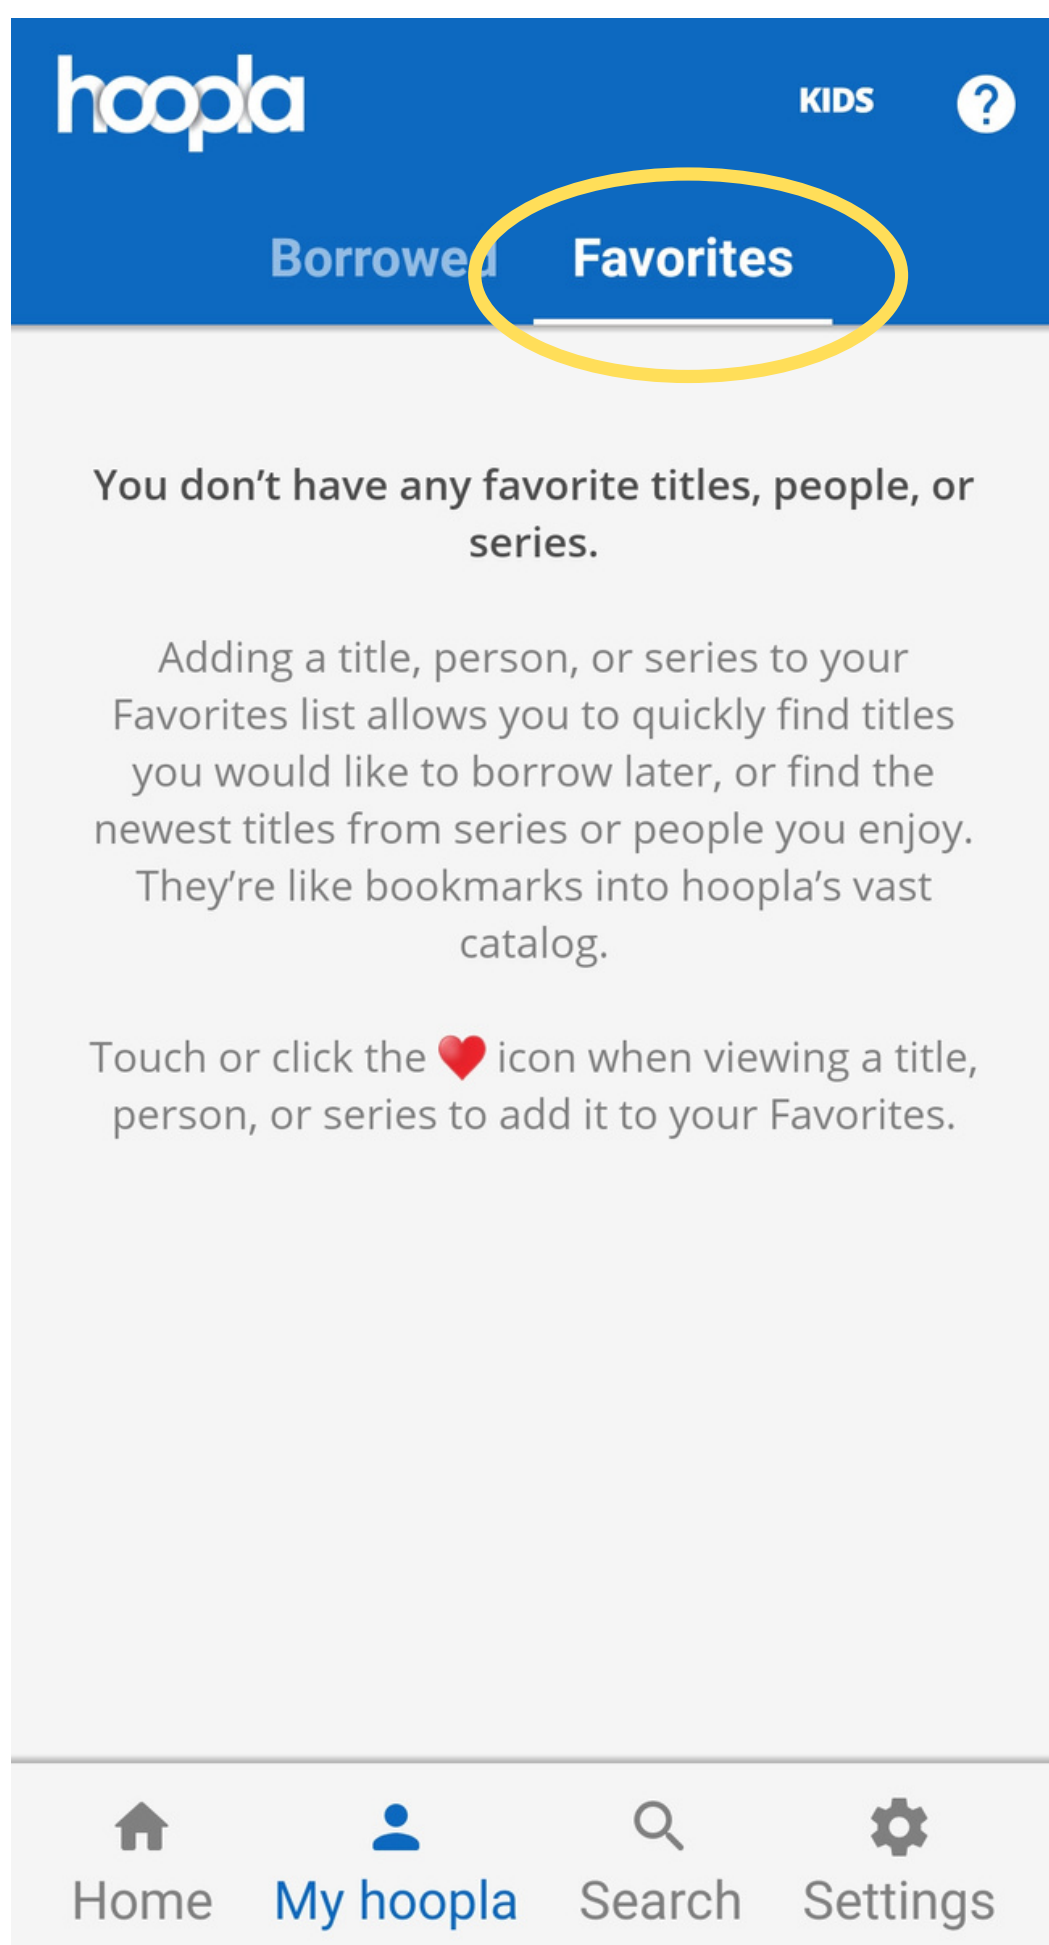 hoopla
KIDS
?
Borrowed
Favorites
You don’t have any favorite titles, people, or
series.
Adding a title, person, or series to your
Favorites list allows you to quickly find titles
you would like to borrow later, or find the
newest titles from series or people you enjoy.
They’re like bookmarks into hoopla’s vast
catalog.
Touch or click the ❤ icon when viewing a title,
person, or series to add it to your Favorites.
Home
My hoopla
Search
Settings